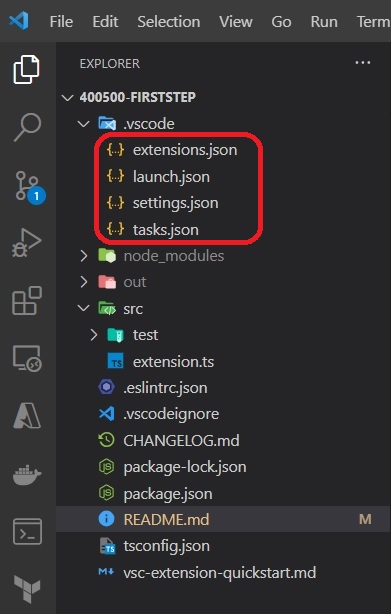 File Edit Selection View Go Run Term
EXPLORER
400500-FIRSTSTEP
.vscode
extensions.json
launch.json
settings.json
tasks.json
node_modules
out
src
test
TS extension.ts
.eslintrc.json
.vscodeignore
CHANGELOG.md
package-lock.json
package.json
README.md M
TS tsconfig.json
vsc-extension-quickstart.md
1